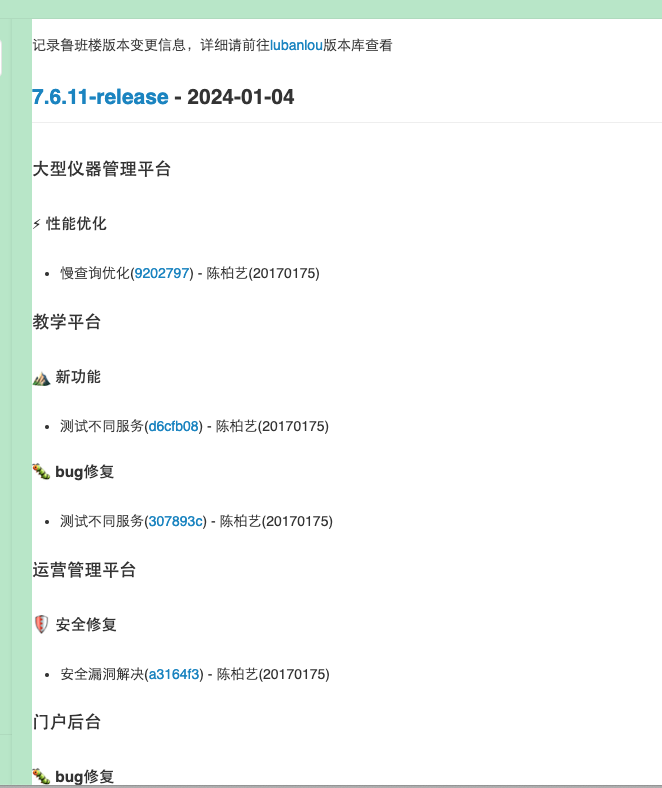 记录鲁班楼版本变更信息，详细请前往lubanlou版本库查看
7.6.11-release - 2024-01-04
大型仪器管理平台
⚡ 性能优化
• 慢查询优化(9202797) - 陈柏艺(20170175)
教学平台
新功能
• 测试不同服务(d6cfb08) - 陈柏艺(20170175)
bug修复
• 测试不同服务(307893c) - 陈柏艺(20170175)
运营管理平台
安全修复
• 安全漏洞解决(a3164f3) - 陈柏艺(20170175)
门户后台
bug修复